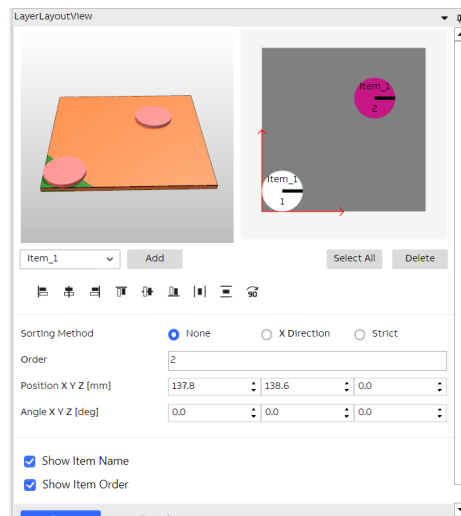 LayerLayoutView
Item_1
2
Item_1
1
Item_1 Add Select All Delete
90
Sorting Method None X Direction Strict
Order 2
Position X Y Z [mm] 137.8 138.6 0.0
Angle X Y Z [deg] 0.0 0.0 0.0
Show Item Name
Show Item Order